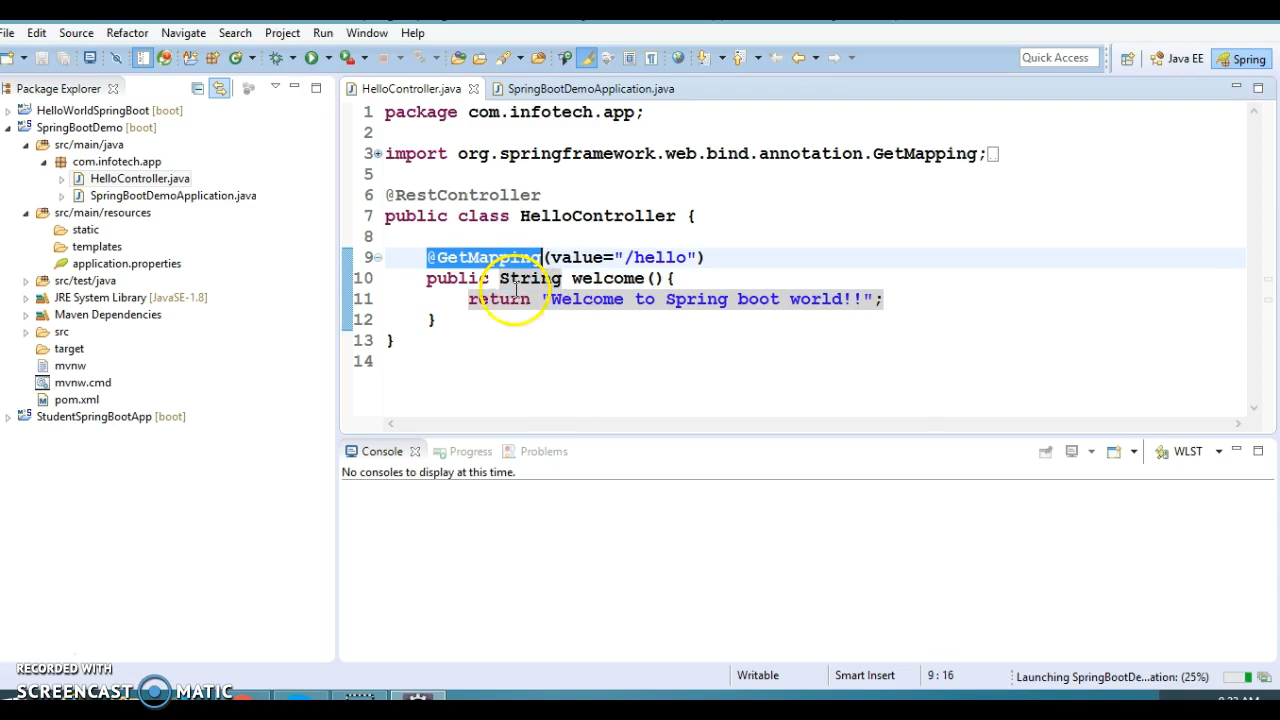 File Edit Source Refactor Navigate Search Project Run Window Help
Quick Access Java EE Spring
Package Explorer
HelloWorldSpringBoot [boot]
SpringBootDemo [boot]
src/main/java
com.infotech.app
HelloController.java
SpringBootDemoApplication.java
src/main/resources
static
templates
application.properties
src/test/java
JRE System Library [JavaSE-1.8]
Maven Dependencies
src
target
mvnw
mvnw.cmd
pom.xml
StudentSpringBootApp [boot]
HelloController.java SpringBootDemoApplication.java
1 package com.infotech.app;
2
3 import org.springframework.web.bind.annotation.GetMapping;
5
6 @RestController
7 public class HelloController {
8
9 @GetMapping(value="/hello")
10 public String welcome(){
11 return "Welcome to Spring boot world!!";
12 }
13 }
14
Console Progress Problems WLST
No consoles to display at this time.
Writable Smart Insert 9 : 16 Launching SpringBootDe...ation: (25%)
RECORDED WITH
SCREENCAST MATIC